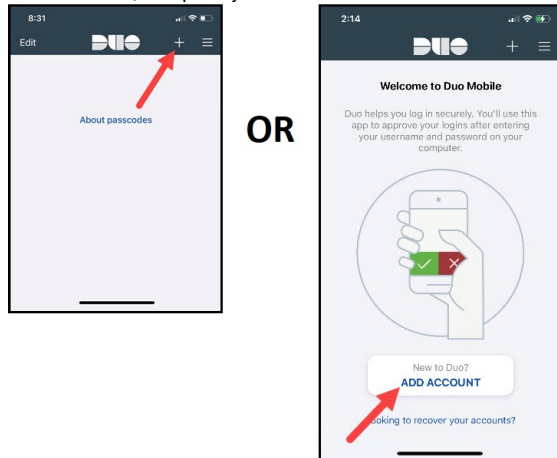 8:31
Edit
DUO
About passcodes
OR
2:14
DUO
Welcome to Duo Mobile
Duo helps you log in securely. You'll use this
app to approve your logins after entering
your username and password on your
computer.
New to Duo?
ADD ACCOUNT
ooking to recover your accounts?